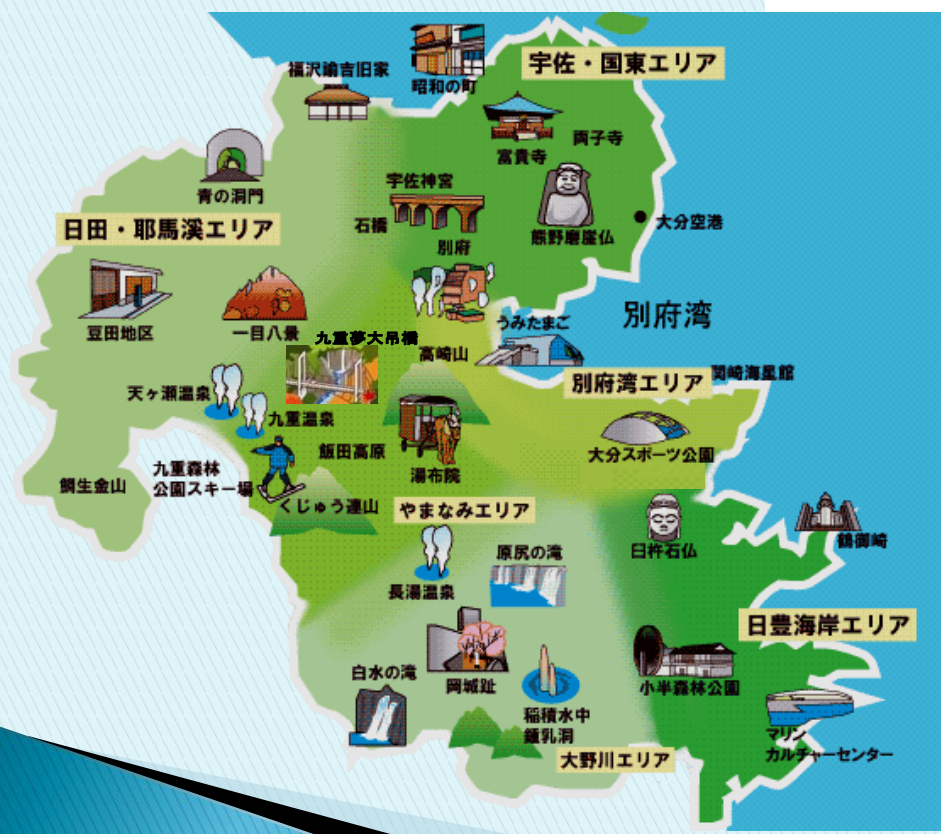 宇佐・国東エリア
福沢諭吉旧家
昭和の町
両子寺
富貴寺
青の洞門
宇佐神宮
石橋
熊野磨崖仏
大分空港
日田・耶馬溪エリア
別府
豆田地区
一目八景
うみたまご
別府湾
九重夢大吊橋
高崎山
関崎海星館
別府湾エリア
天ヶ瀬温泉
九重温泉
飯田高原
湯布院
大分スポーツ公園
九重森林
公園スキー場
鯛生金山
くじゅう連山
やまなみエリア
鶴御崎
臼杵石仏
原尻の滝
長湯温泉
日豊海岸エリア
白水の滝
岡城趾
小半森林公園
稲積水中
鍾乳洞
マリン
カルチャーセンター
大野川エリア